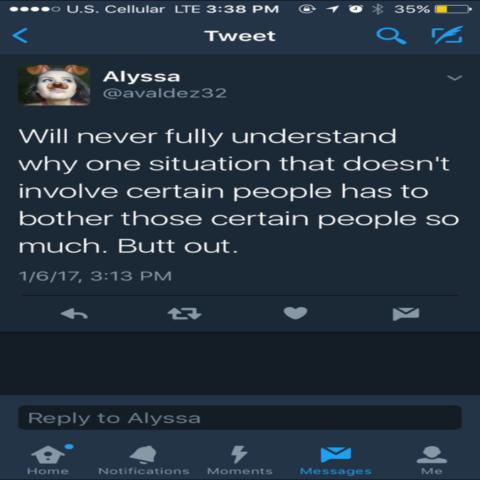 U.S. Cellular LTE 3:38 PM 35%
Tweet
Alyssa
@avaldez32
Will never fully understand
why one situation that doesn't
involve certain people has to
bother those certain people so
much. Butt out.
1/6/17, 3:13 PM
Reply to Alyssa
Home Notifications Moments Messages Me